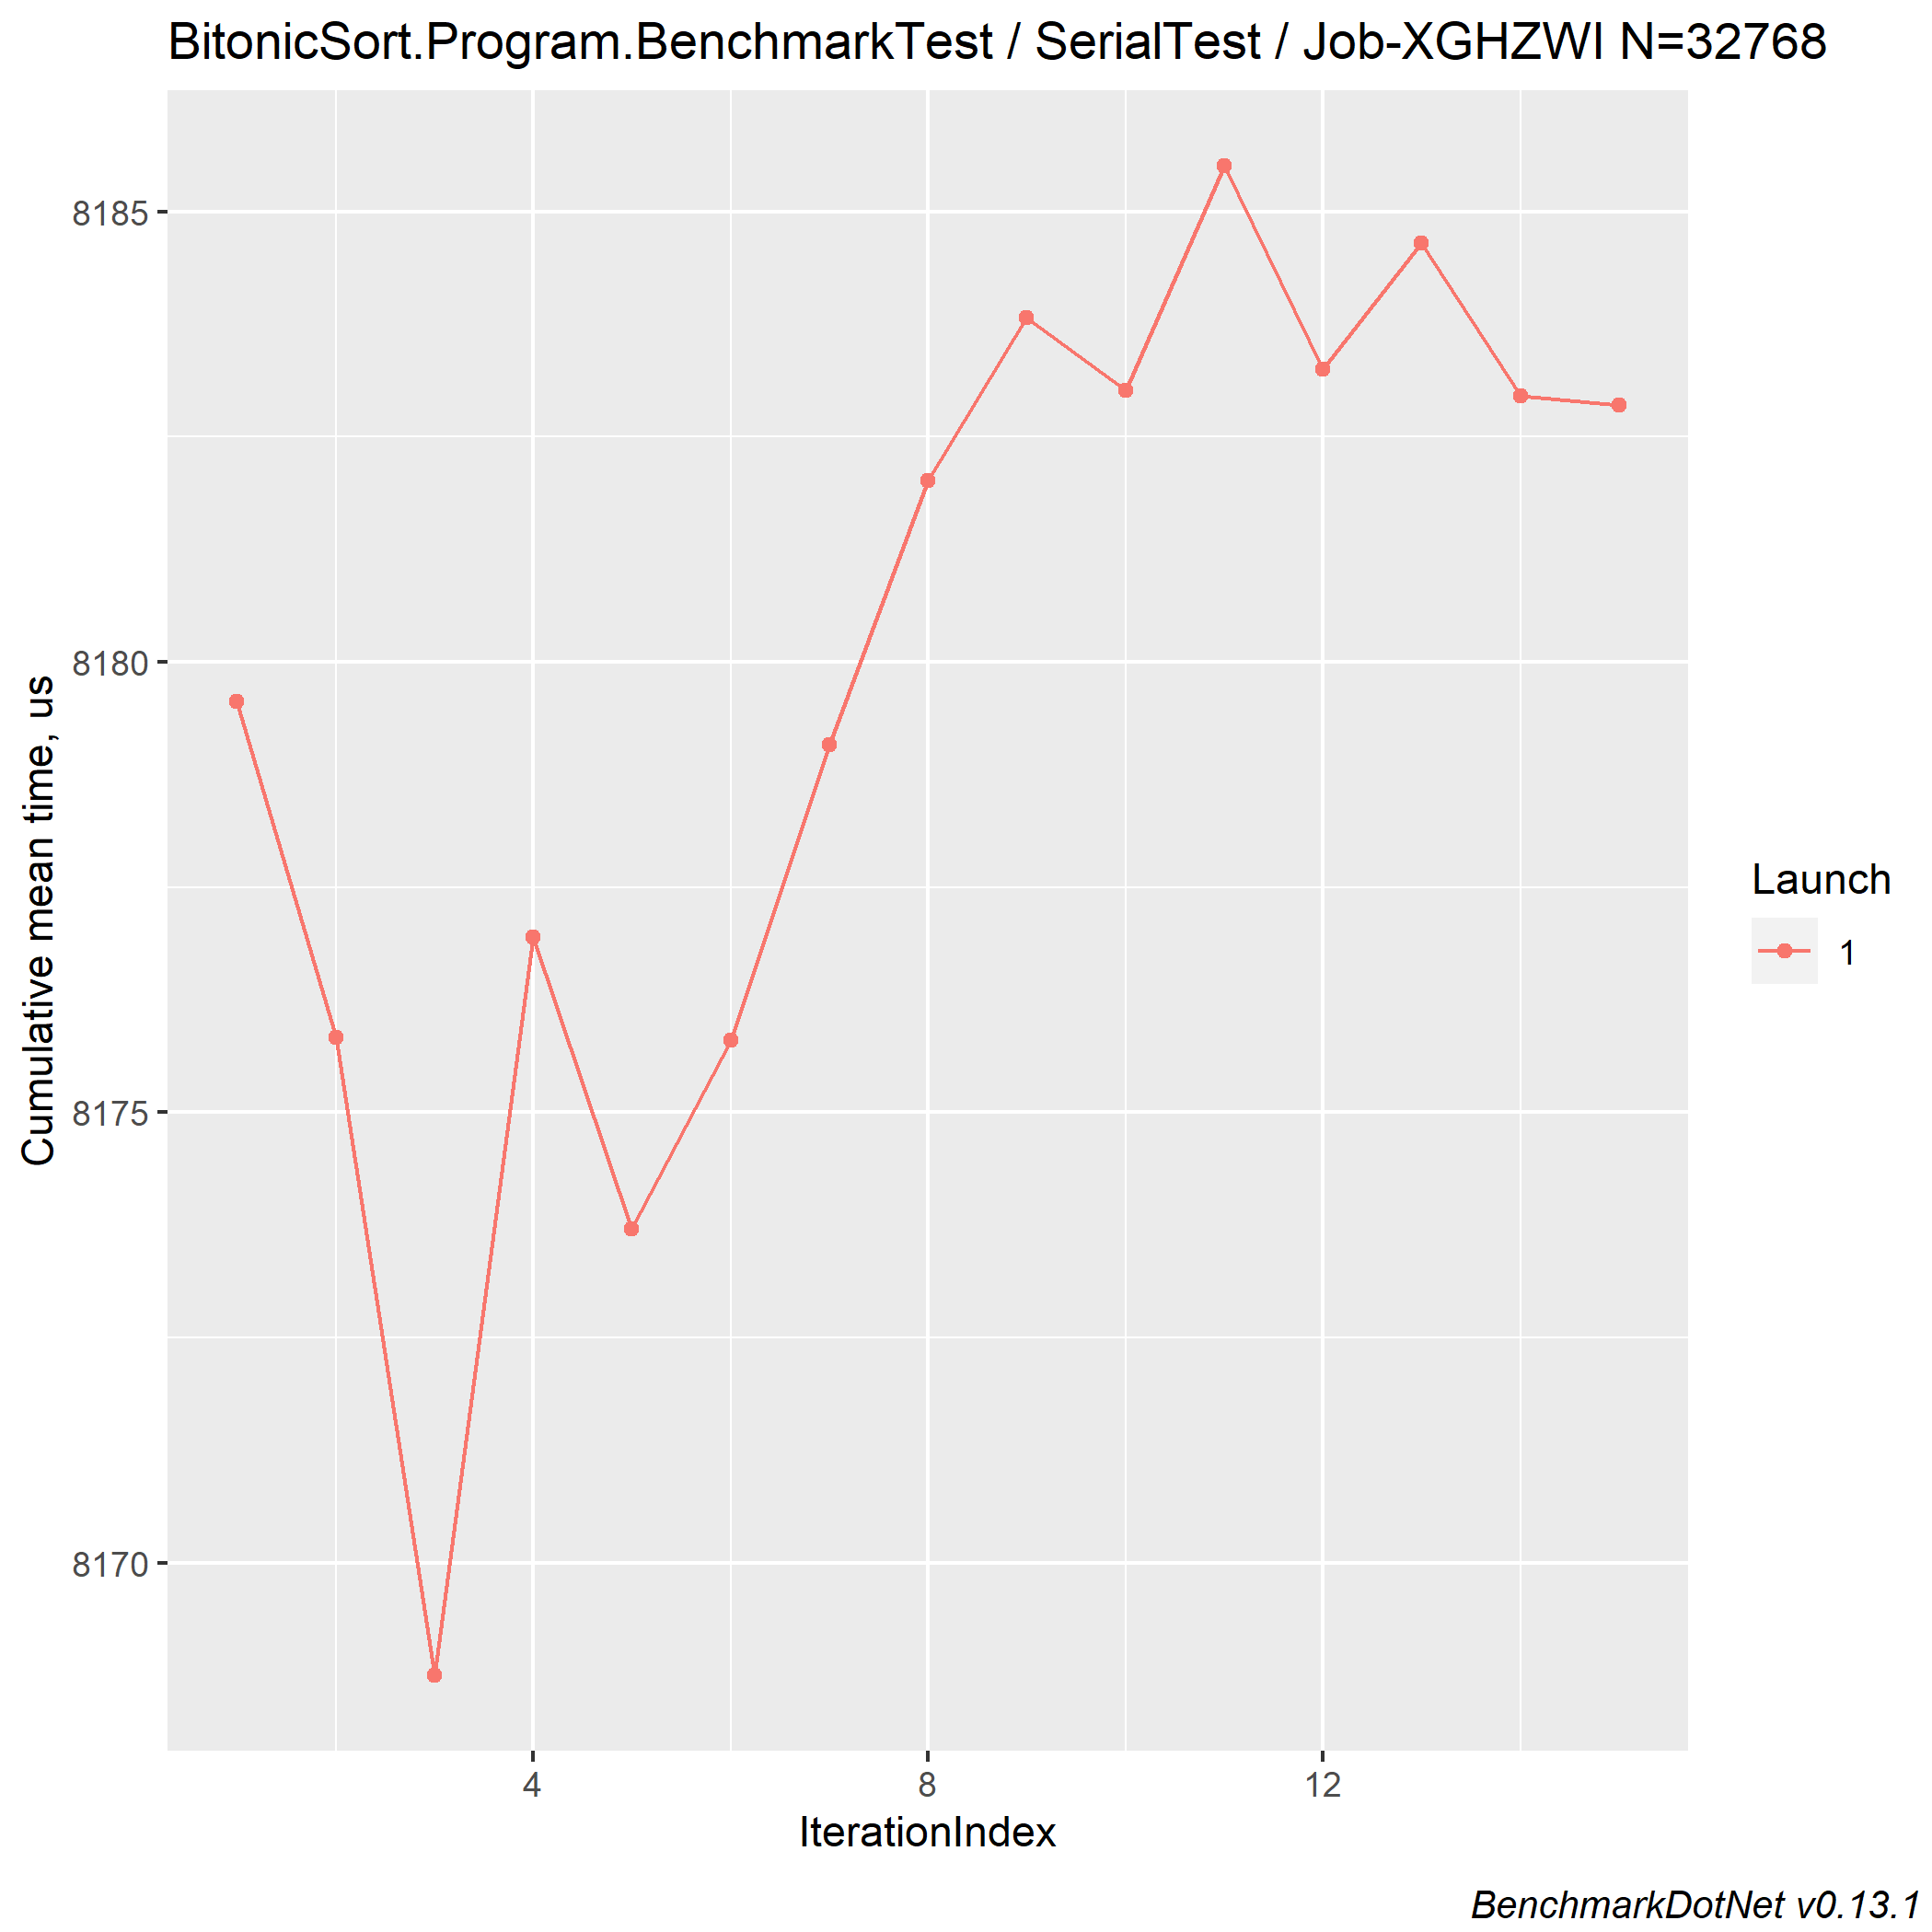 BitonicSort.Program.BenchmarkTest / SerialTest / Job-XGHZWI N=32768
8185
8180
8175
8170
Cumulative mean time, us
4
8
12
IterationIndex
Launch
1
BenchmarkDotNet v0.13.1